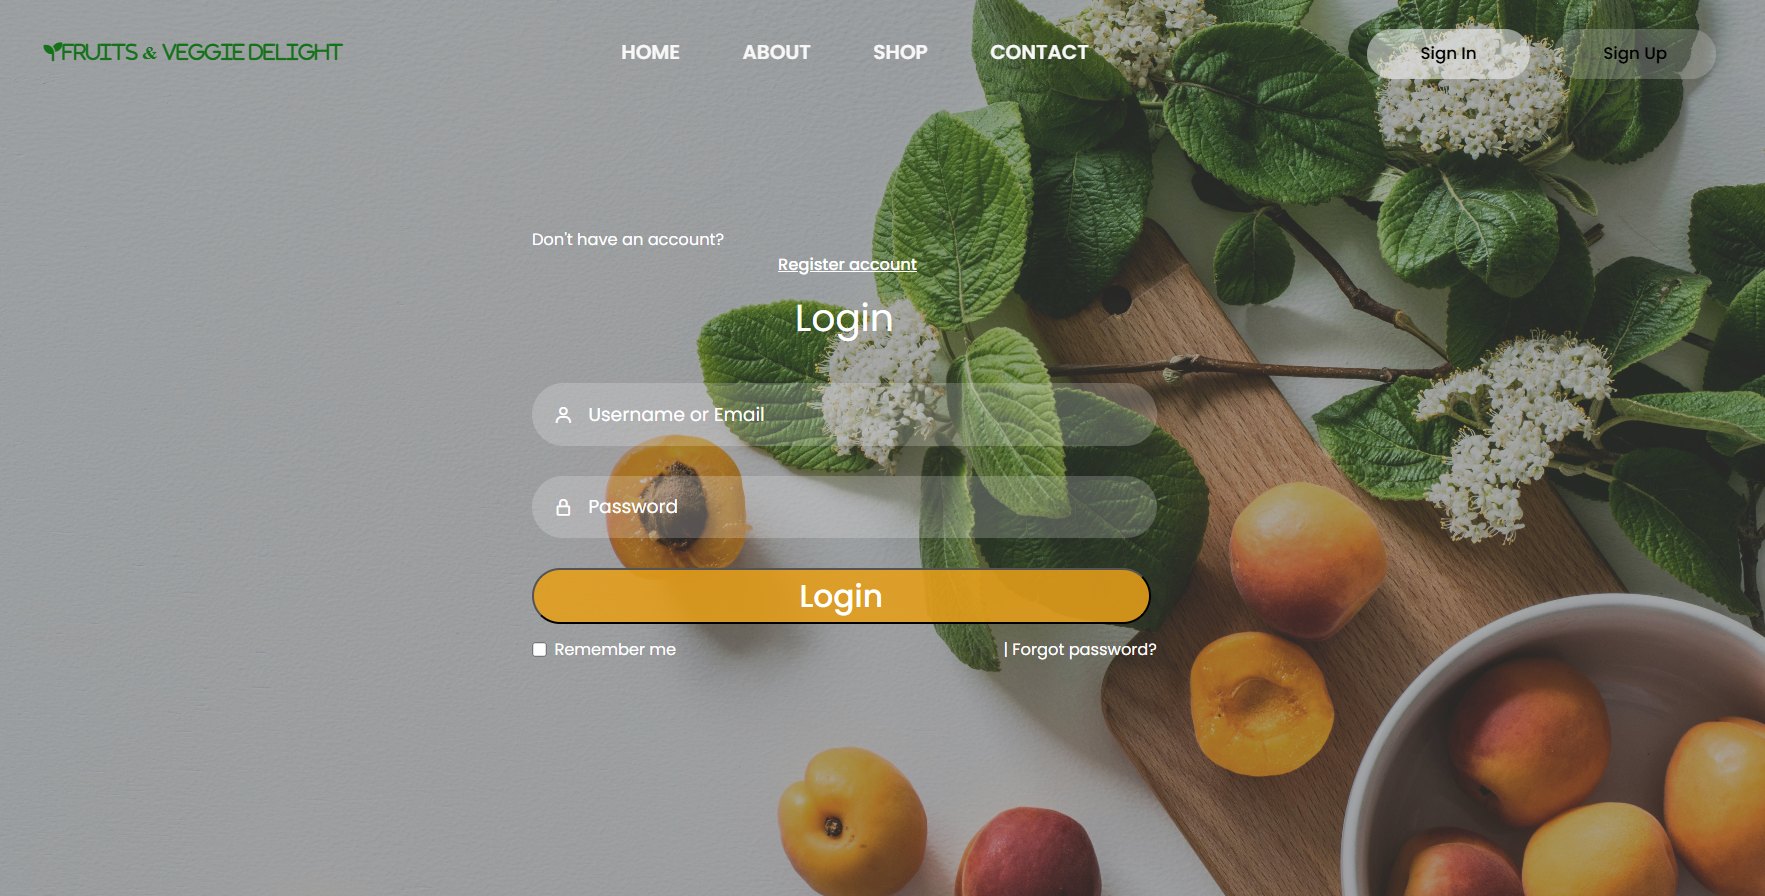 FRUITS & VEGGIE DELIGHT
HOME ABOUT SHOP CONTACT
Sign In Sign Up
Don't have an account?
Register account
Login
Username or Email
Password
Login
Remember me | Forgot password?